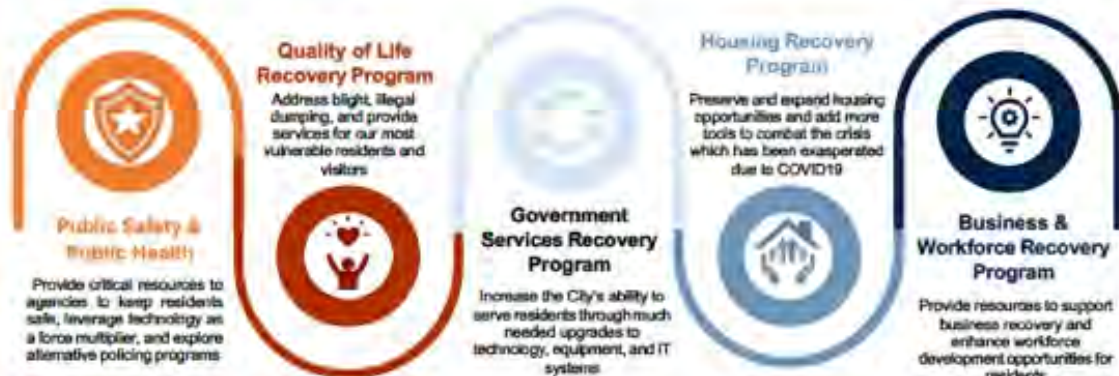 Public Safety &
Public Health
Provide critical resources to
agencies to keep residents
safe, leverage technology as
a force multiplier, and explore
alternative policing programs
Quality of Life
Recovery Program
Address blight, illegal
dumping, and provide
services for our most
vulnerable residents and
visitors
Government
Services Recovery
Program
Increase the City's ability to
serve residents through much
needed upgrades to
technology, equipment, and IT
systems
Housing Recovery
Program
Preserve and expand housing
opportunities and add more
tools to combat the crisis
which has been exasperated
due to COVID19
Business &
Workforce Recovery
Program
Provide resources to support
business recovery and
enhance workforce
development opportunities for
residents